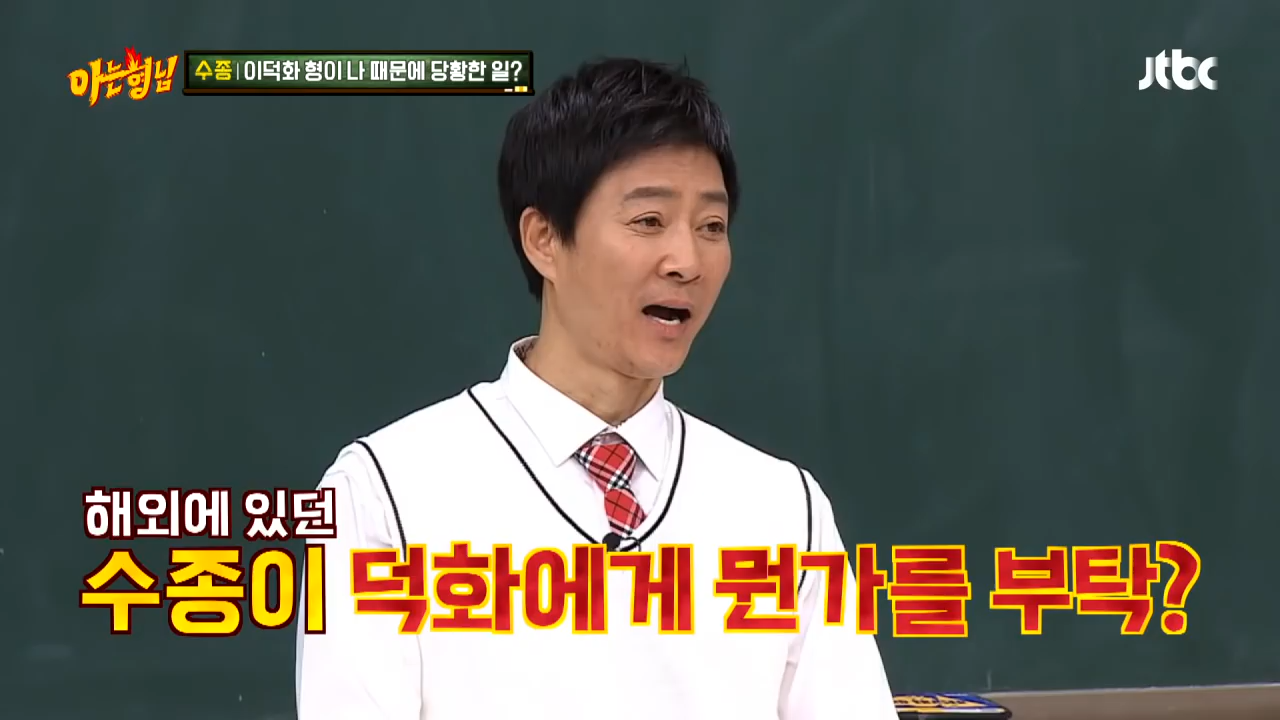 아는형님
수종 | 이덕화 형이 나 때문에 당황한 일?
jtbc
해외에 있던
수종이 덕화에게 뭔가를 부탁?